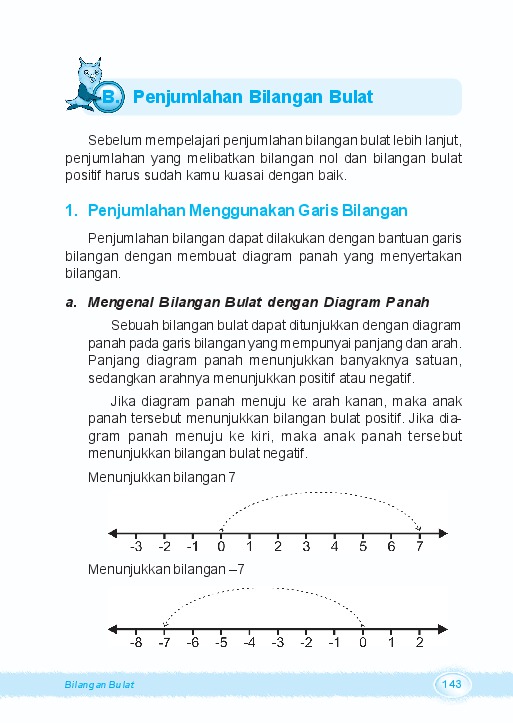 B. Penjumlahan Bilangan Bulat
Sebelum mempelajari penjumlahan bilangan bulat lebih lanjut,
penjumlahan yang melibatkan bilangan nol dan bilangan bulat
positif harus sudah kamu kuasai dengan baik.
1. Penjumlahan Menggunakan Garis Bilangan
Penjumlahan bilangan dapat dilakukan dengan bantuan garis
bilangan dengan membuat diagram panah yang menyertakan
bilangan.
a. Mengenal Bilangan Bulat dengan Diagram Panah
Sebuah bilangan bulat dapat ditunjukkan dengan diagram
panah pada garis bilangan yang mempunyai panjang dan arah.
Panjang diagram panah menunjukkan banyaknya satuan,
sedangkan arahnya menunjukkan positif atau negatif.
Jika diagram panah menuju ke arah kanan, maka anak
panah tersebut menunjukkan bilangan bulat positif. Jika dia-
gram panah menuju ke kiri, maka anak panah tersebut
menunjukkan bilangan bulat negatif.
Menunjukkan bilangan 7
-3 -2 -1 0 1 2 3 4 5 6 7
Menunjukkan bilangan –7
-8 -7 -6 -5 -4 -3 -2 -1 0 1 2
Bilangan Bulat 143